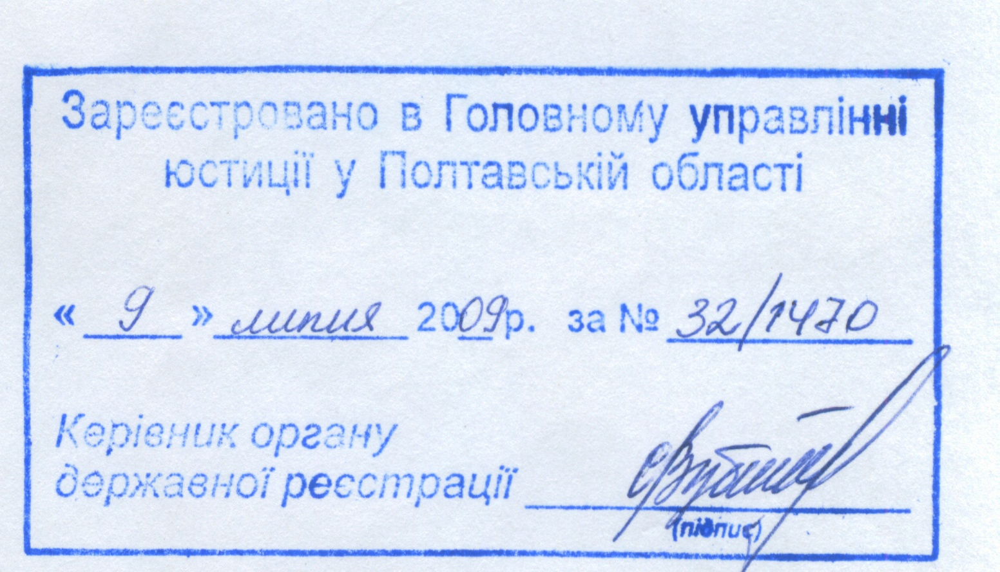 Зареєстровано в Головному управлінні
юстиції у Полтавській області
« 9 » липня 2009р. за № 32/1470
Керівник органу
державної реєстрації
(підпис)